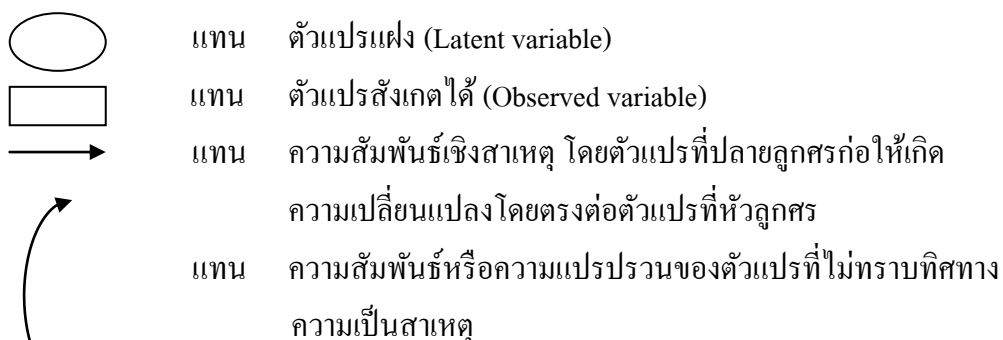 แทน ตัวแปรแฝง (Latent variable)
แทน ตัวแปรสังเกตได้ (Observed variable)
แทน ความสัมพันธ์เชิงสาเหตุ โดยตัวแปรที่ปลายลูกศรก่อให้เกิด
ความเปลี่ยนแปลงโดยตรงต่อตัวแปรที่หัวลูกศร
แทน ความสัมพันธ์หรือความแปรปรวนของตัวแปรที่ไม่ทราบทิศทาง
ความเป็นสาเหตุ